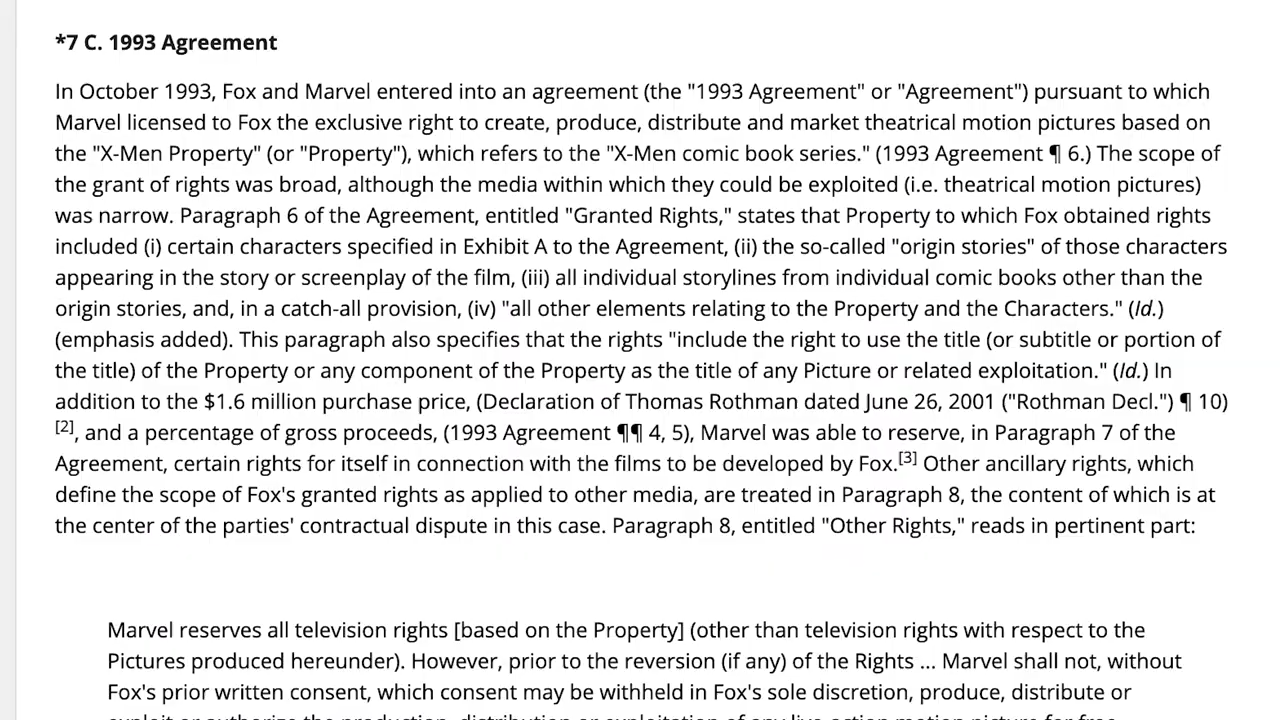 *7 C. 1993 Agreement
In October 1993, Fox and Marvel entered into an agreement (the "1993 Agreement" or "Agreement") pursuant to which
Marvel licensed to Fox the exclusive right to create, produce, distribute and market theatrical motion pictures based on
the "X-Men Property" (or "Property"), which refers to the "X-Men comic book series." (1993 Agreement ¶ 6.) The scope of
the grant of rights was broad, although the media within which they could be exploited (i.e. theatrical motion pictures)
was narrow. Paragraph 6 of the Agreement, entitled "Granted Rights," states that Property to which Fox obtained rights
included (i) certain characters specified in Exhibit A to the Agreement, (ii) the so-called "origin stories" of those characters
appearing in the story or screenplay of the film, (iii) all individual storylines from individual comic books other than the
origin stories, and, in a catch-all provision, (iv) "all other elements relating to the Property and the Characters." (Id.)
(emphasis added). This paragraph also specifies that the rights "include the right to use the title (or subtitle or portion of
the title) of the Property or any component of the Property as the title of any Picture or related exploitation." (Id.) In
addition to the $1.6 million purchase price, (Declaration of Thomas Rothman dated June 26, 2001 ("Rothman Decl.") ¶ 10)
[2], and a percentage of gross proceeds, (1993 Agreement ¶¶ 4, 5), Marvel was able to reserve, in Paragraph 7 of the
Agreement, certain rights for itself in connection with the films to be developed by Fox.[3] Other ancillary rights, which
define the scope of Fox's granted rights as applied to other media, are treated in Paragraph 8, the content of which is at
the center of the parties' contractual dispute in this case. Paragraph 8, entitled "Other Rights," reads in pertinent part:
Marvel reserves all television rights [based on the Property] (other than television rights with respect to the
Pictures produced hereunder). However, prior to the reversion (if any) of the Rights ... Marvel shall not, without
Fox's prior written consent, which consent may be withheld in Fox's sole discretion, produce, distribute or
exploit or authorize the production, distribution or exploitation of any live action motion picture for free